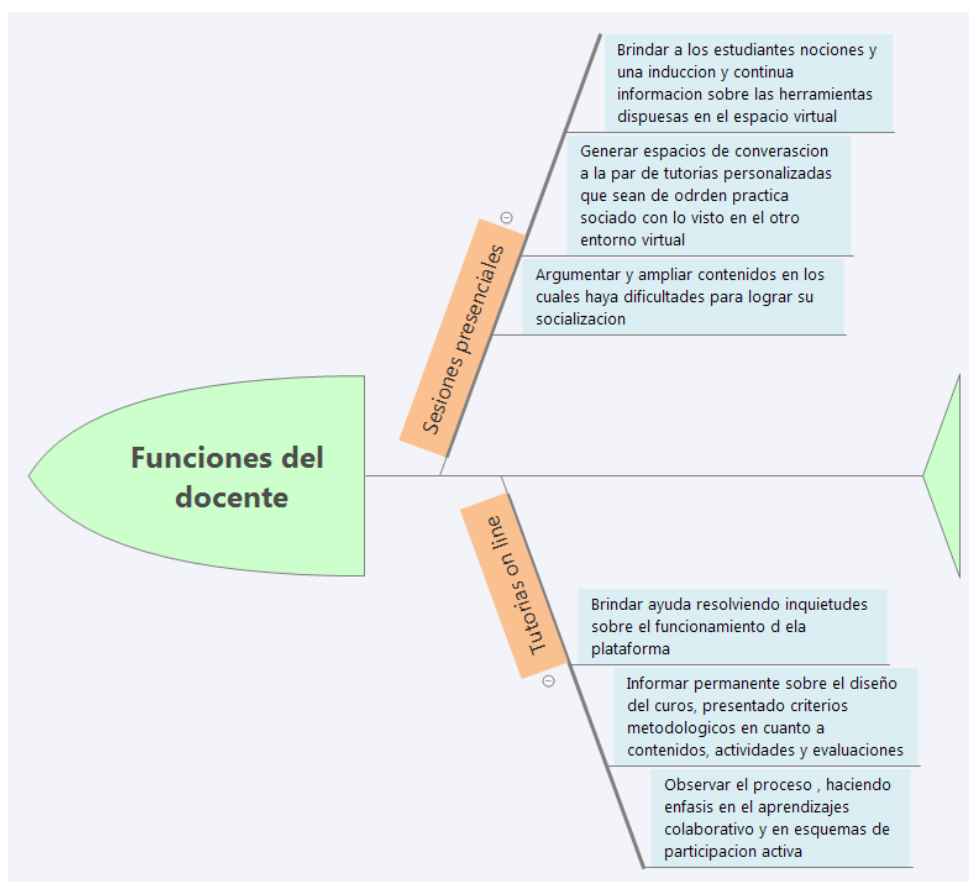 Brindar a los estudiantes nociones y
una induccion y continua
informacion sobre las herramientas
dispuesas en el espacio virtual
Generar espacios de converascion
a la par de tutorias personalizadas
que sean de odrden practica
sociado con lo visto en el otro
entorno virtual
Argumentar y ampliar contenidos en los
cuales haya dificultades para lograr su
socializacion
Sesiones presenciales
Funciones del
docente
Tutorias on line
Brindar ayuda resolviendo inquietudes
sobre el funcionamiento d ela
plataforma
Informar permanente sobre el diseño
del curos, presentado criterios
metodologicos en cuanto a
contenidos, actividades y evaluaciones
Observar el proceso , haciendo
enfasis en el aprendizajes
colaborativo y en esquemas de
participacion activa